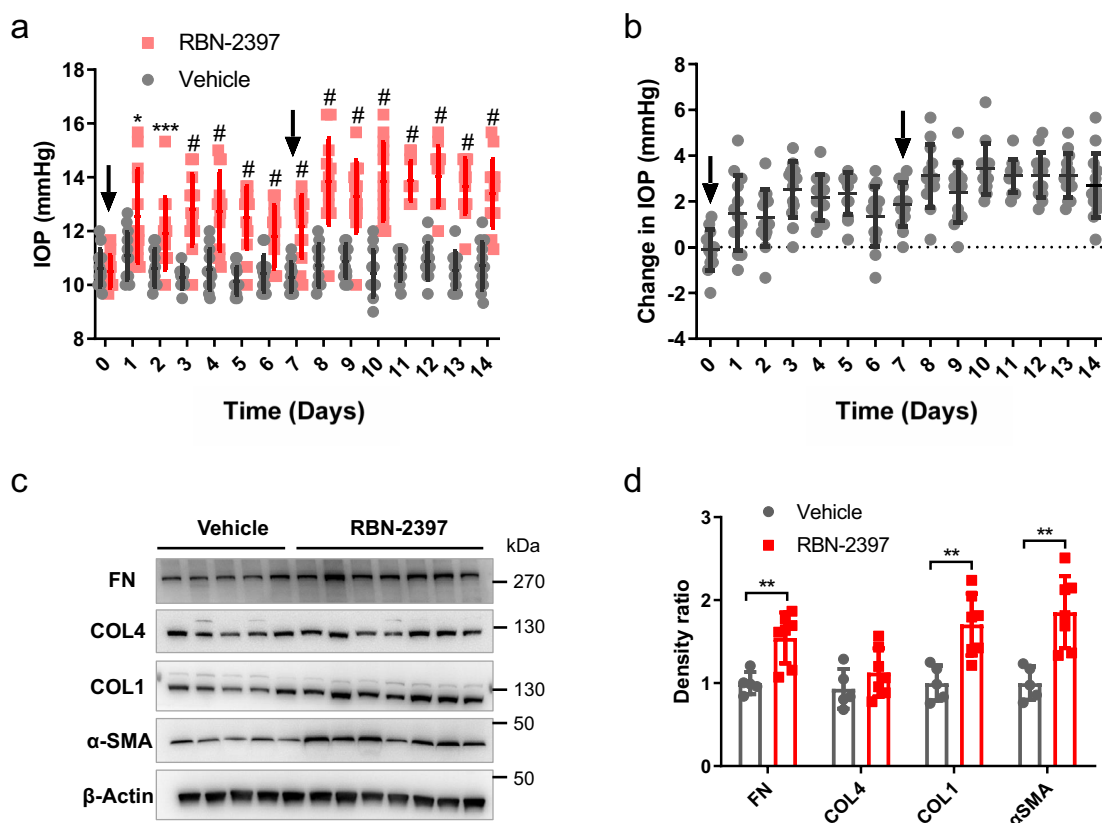 a
RBN-2397
Vehicle
18
16
14
12
10
8
IOP (mmHg)
* *** # # # # # # # # # # # #
0 1 2 3 4 5 6 7 8 9 10 11 12 13 14
Time (Days)
b
8
6
4
2
0
-2
-4
Change in IOP (mmHg)
0 1 2 3 4 5 6 7 8 9 10 11 12 13 14
Time (Days)
c
Vehicle RBN-2397
kDa
FN 270
COL4 130
COL1 130
α-SMA 50
β-Actin 50
d
Vehicle
RBN-2397
3
2
1
0
Density ratio
** ** **
FN COL4 COL1 αSMA